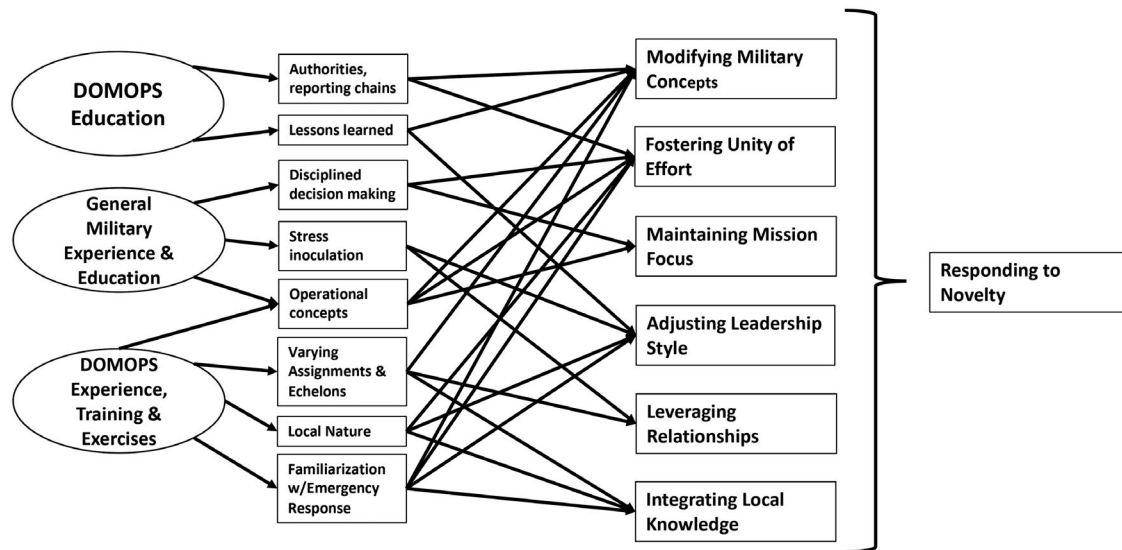 DOMOPS
Education
General
Military
Experience &
Education
DOMOPS
Experience,
Training &
Exercises
Authorities,
reporting chains
Lessons learned
Disciplined
decision making
Stress
inoculation
Operational
concepts
Varying
Assignments &
Echelons
Local Nature
Familiarization
w/Emergency
Response
Modifying Military
Concepts
Fostering Unity of
Effort
Maintaining Mission
Focus
Adjusting Leadership
Style
Leveraging
Relationships
Integrating Local
Knowledge
Responding to
Novelty